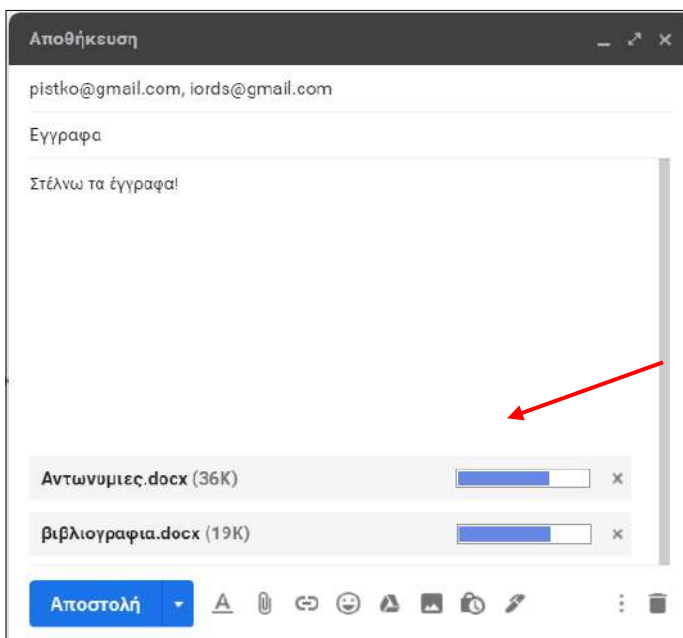 Αποθήκευση
pistko@gmail.com, iords@gmail.com
Εγγραφα
Στέλνω τα έγγραφα!
Αντωνυμιες.docx (36K)
βιβλιογραφια.docx (19K)
Αποστολή